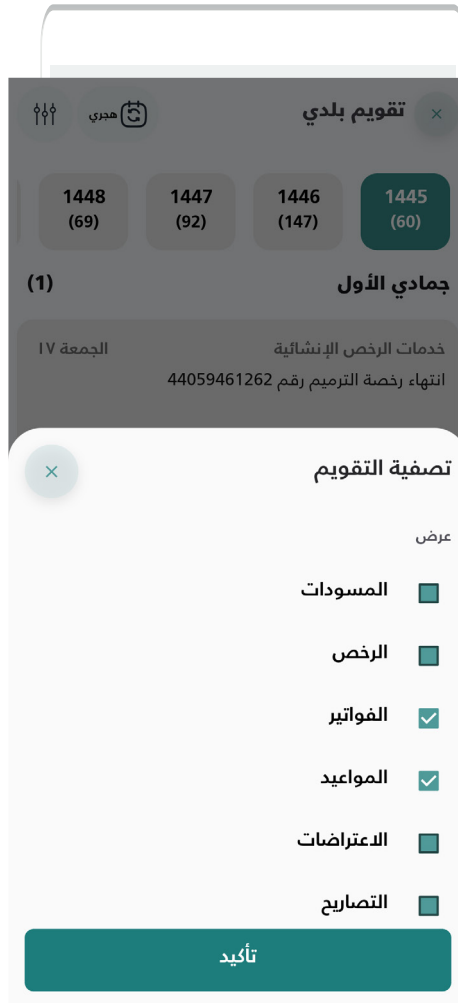 تقويم بلدي
هجري
1445
(60)
1446
(147)
1447
(92)
1448
(69)
جمادي الأول (1)
خدمات الرخص الإنشائية الجمعة ١٧
انتهاء رخصة الترميم رقم 44059461262
تصفية التقويم
عرض
المسودات
الرخص
الفواتير
المواعيد
الاعتراضات
التصاريح
تأكيد